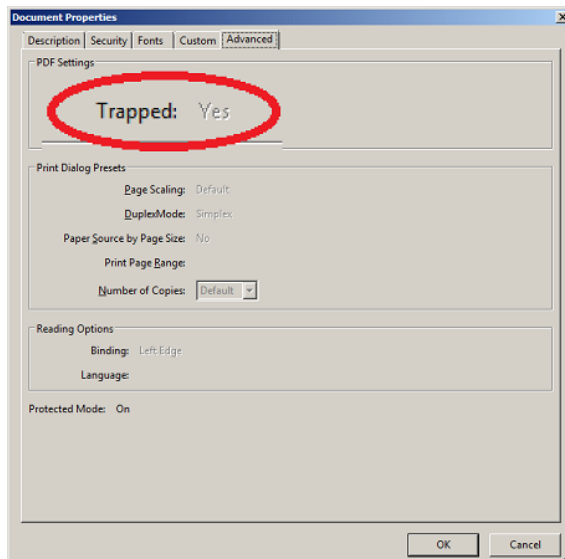 Document Properties
Description Security Fonts Custom Advanced
PDF Settings
Trapped: Yes
Print Dialog Presets
Page Scaling: Default
DuplexMode: Simplex
Paper Source by Page Size: No
Print Page Range:
Number of Copies: Default
Reading Options
Binding: Left Edge
Language:
Protected Mode: On
OK Cancel